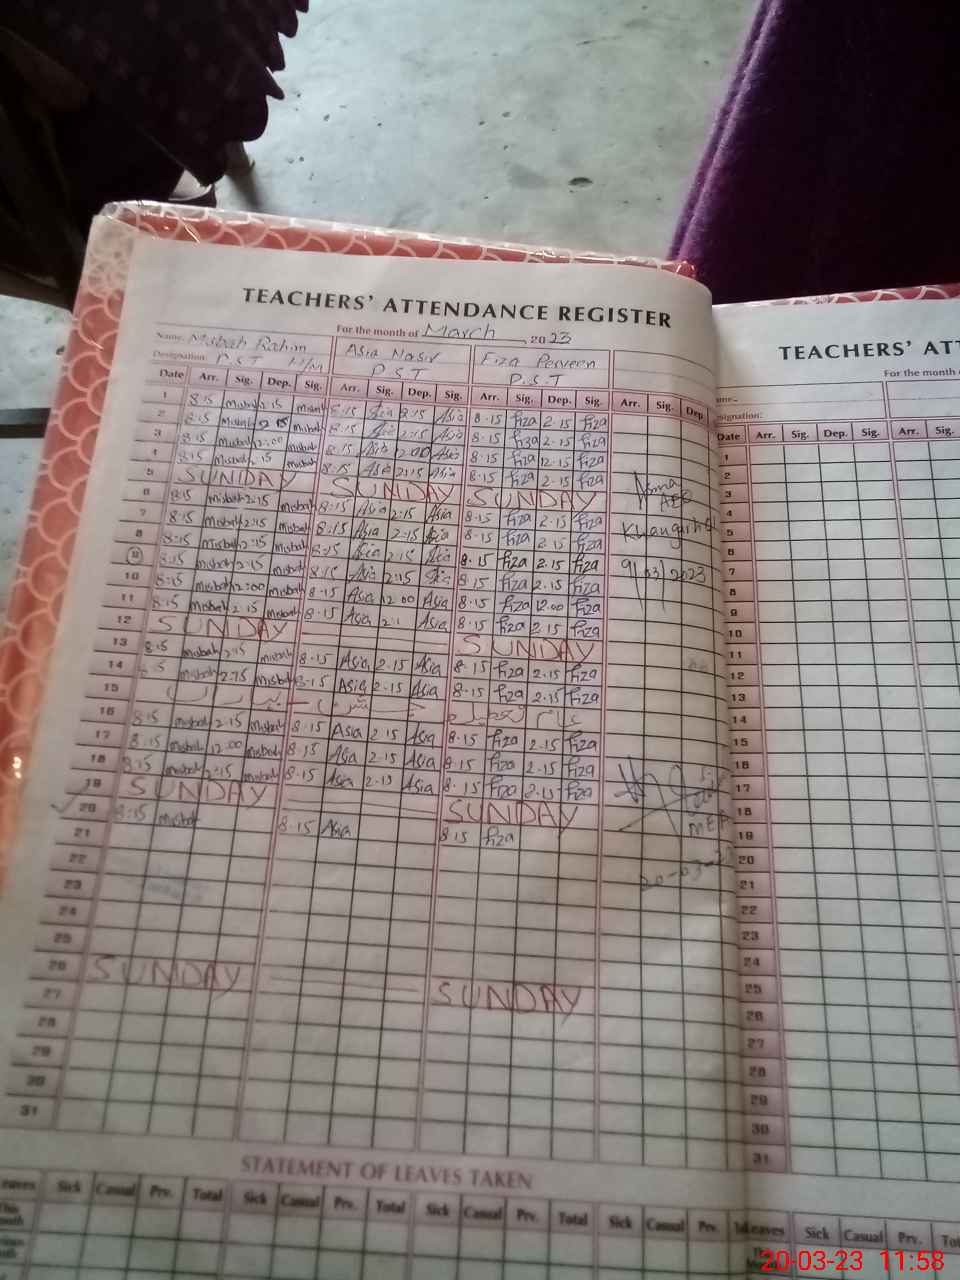 TEACHERS' ATTENDANCE REGISTER
For the month of March, 2023
Name. Misbah Rahim Asia Nasir Fiza Perveen
Designation: P.S.T H/M P.S.T P.S.T
Date Arr. Sig. Dep. Sig. Arr. Sig. Dep. Sig. Arr. Sig. Dep. Sig. Arr. Sig. Dep
1 8:15 Misbah 2:15 Misbah 8:15 Asia 2:15 Asia 8.15 fiza 2.15 fiza
2 8:15 Misbah 2 15 Misbah 8:15 Asia 2:15 Asia 8.15 fiza 2.15 fiza
3 8:15 Misbah 12:00 Misbah 8:15 Asia 12 00 Asia 8.15 fiza 12.15 fiza
4 8:15 Misbah 2 15 Misbah 8:15 Asia 2:15 Asia 8.15 fiza 2.15 fiza
5 SUNDAY SUNDAY SUNDAY
6 8:15 Misbah 2:15 Misbah 8:15 Asia 2:15 Asia 8.15 fiza 2.15 fiza
7 8:15 Misbah 2:15 Misbah 8:15 Asia 2:15 Asia 8.15 fiza 2.15 fiza
8 8:15 Misbah 2:15 Misbah 8:15 Asia 2:15 Asia 8.15 fiza 2.15 fiza
9 8:15 Misbah 2:15 Misbah 8:15 Asia 2:15 Asia 8.15 fiza 2.15 fiza
10 8:15 Misbah 12:00 Misbah 8:15 Asia 12 00 Asia 8.15 fiza 12.00 fiza
11 8:15 Misbah 2:15 Misbah 8:15 Asia 2:1 Asia 8.15 fiza 2.15 fiza
12 SUNDAY SUNDAY
13 8:15 Misbah 2:15 Misbah 8.15 Asia 2.15 Asia 8.15 fiza 2.15 fiza
14 8:15 Misbah 2:15 Misbah 8.15 Asia 2.15 Asia 8.15 fiza 2.15 fiza
15 عام تعطیل
16 8:15 Misbah 2:15 Misbah 8.15 Asia 2.15 Asia 8.15 fiza 2.15 fiza
17 8:15 Misbah 12:00 Misbah 8.15 Asia 2.15 Asia 8.15 fiza 2.15 fiza
18 8:15 Misbah 2:15 Misbah 8.15 Asia 2.15 Asia 8.15 fiza 2.15 fiza
19 SUNDAY SUNDAY
20 8:15 Misbah 8.15 Asia 8 15 fiza
21
22
23
24
25
26 SUNDAY SUNDAY
27
28
29
30
31
Asma
AEO
9/03/2023
20-03-23
STATEMENT OF LEAVES TAKEN
eaves Sick Casual Prv. Total Sick Casual Prv. Total Sick Casual Prv. Total Sick Casual Prv.
TEACHERS' ATT
For the month
signation:
Date Arr. Sig. Dep. Sig. Arr. Sig.
1
2
3
4
5
6
7
8
9
10
11
12
13
14
15
16
17
18
19
20
21
22
23
24
25
26
27
28
29
30
31
Leaves Sick Casual Prv.
20-03-23 11:58